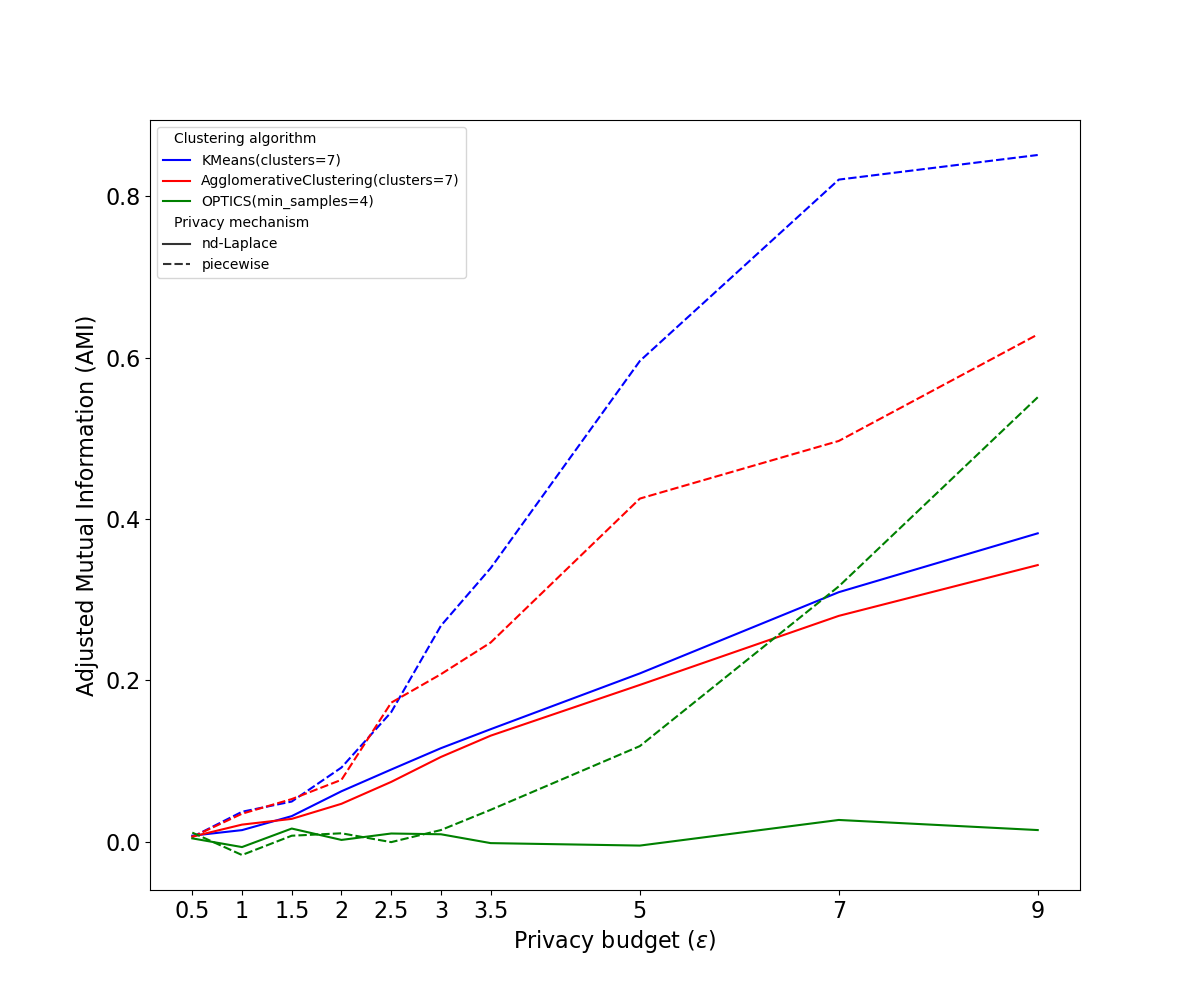 Clustering algorithm
KMeans(clusters=7)
AgglomerativeClustering(clusters=7)
OPTICS(min_samples=4)
Privacy mechanism
nd-Laplace
piecewise
Adjusted Mutual Information (AMI)
0.8
0.6
0.4
0.2
0.0
0.5 1 1.5 2 2.5 3 3.5 5 7 9
Privacy budget (ε)